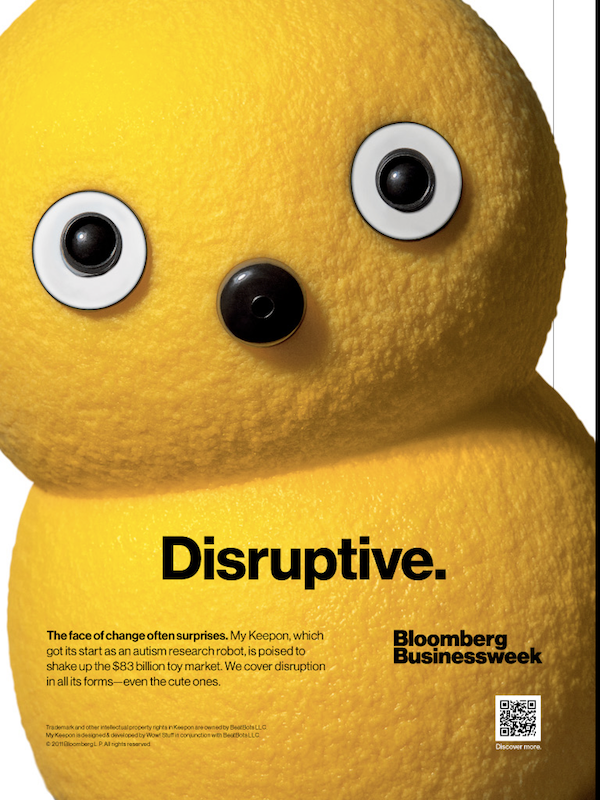 Disruptive.
The face of change often surprises. My Keepon, which
got its start as an autism research robot, is poised to
shake up the $83 billion toy market. We cover disruption
in all its forms—even the cute ones.
Bloomberg
Businessweek
Trademark and other intellectual property rights in Keepon are owned by BeatBots LLC
My Keepon is designed & developed by Wow! Stuff in conjunction with BeatBots LLC
© 2011 Bloomberg L.P. All rights reserved.
Discover more.